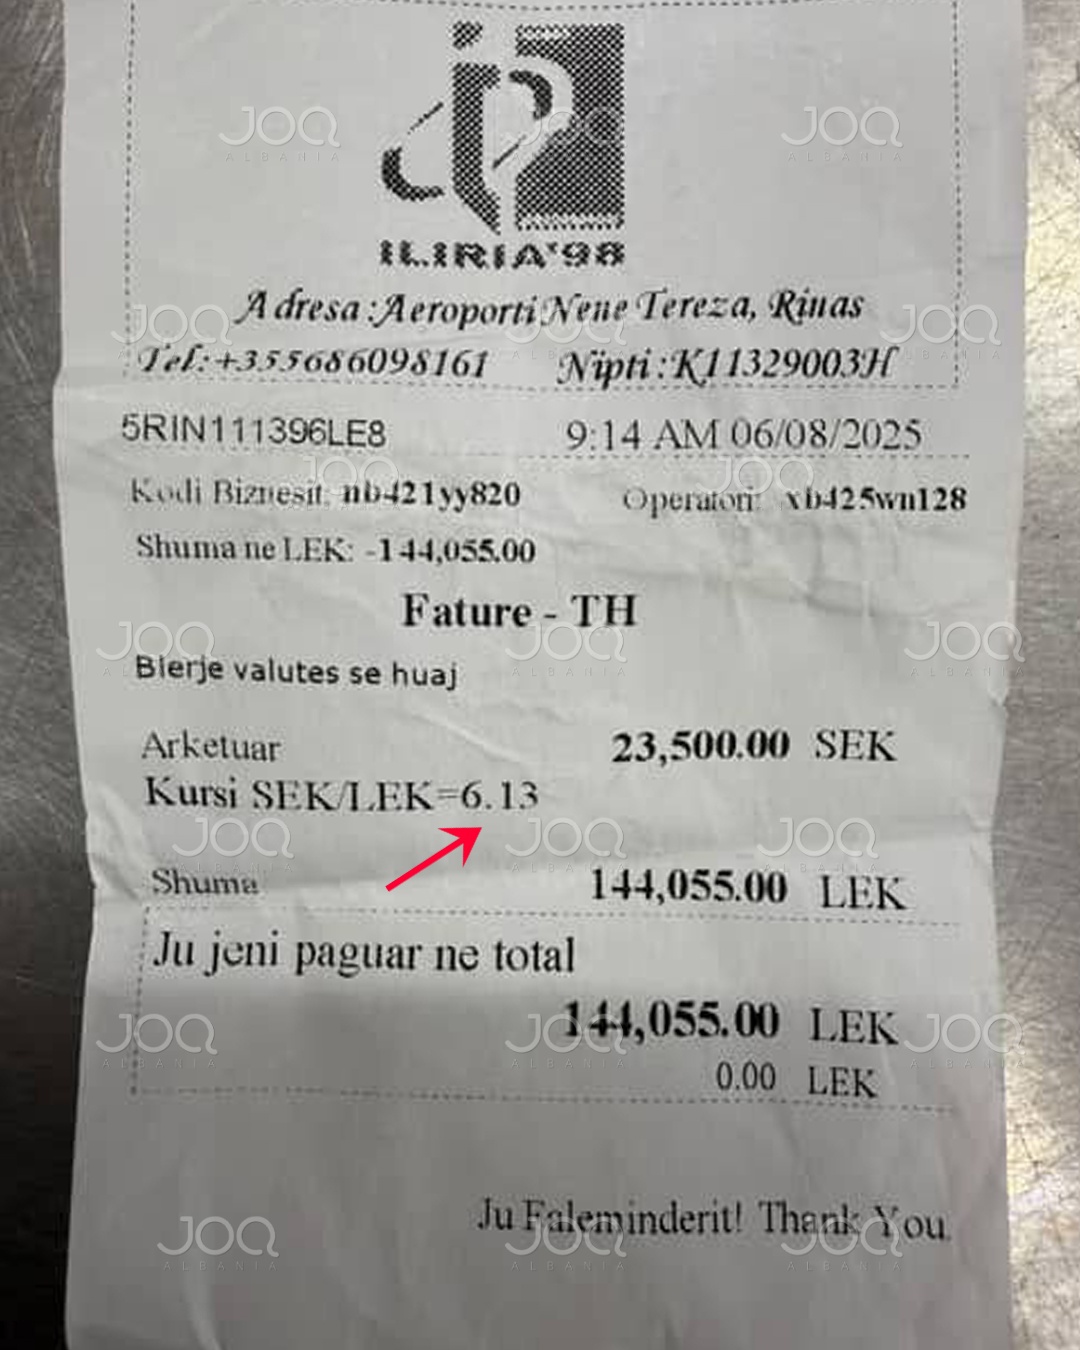 ILIRIA'98
Adresa:Aeroporti Nene Tereza, Rinas
Tel:+355686098161 Nipti:K11329003H
5RIN111396LE8 9:14 AM 06/08/2025
Kodi Biznesit: nb421yy820 Operatori: xb425wn128
Shuma ne LEK: -144,055.00
Fature - TH
Blerje valutes se huaj
Arketuar 23,500.00 SEK
Kursi SEK/LEK=6.13
Shuma 144,055.00 LEK
Ju jeni paguar ne total
144,055.00 LEK
0.00 LEK
Ju Faleminderit! Thank You.
JOQ
ALBANIA